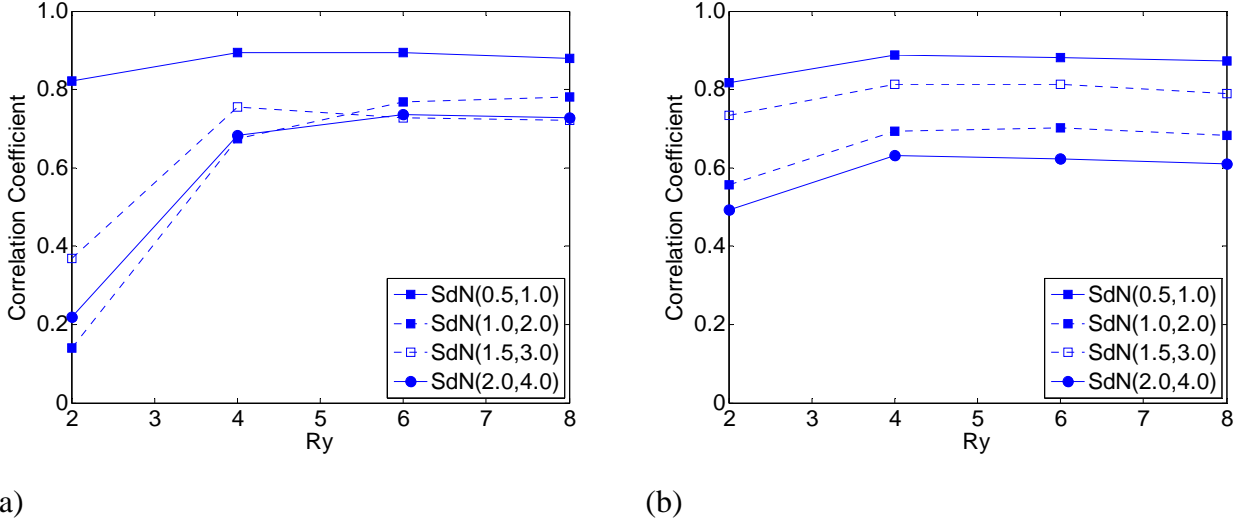 1.0
0.8
0.6
0.4
0.2
0
Correlation Coefficient
2 3 4 5 6 7 8
Ry
SdN(0.5,1.0)
SdN(1.0,2.0)
SdN(1.5,3.0)
SdN(2.0,4.0)
a)
1.0
0.8
0.6
0.4
0.2
0
Correlation Coefficient
2 3 4 5 6 7 8
Ry
SdN(0.5,1.0)
SdN(1.0,2.0)
SdN(1.5,3.0)
SdN(2.0,4.0)
(b)